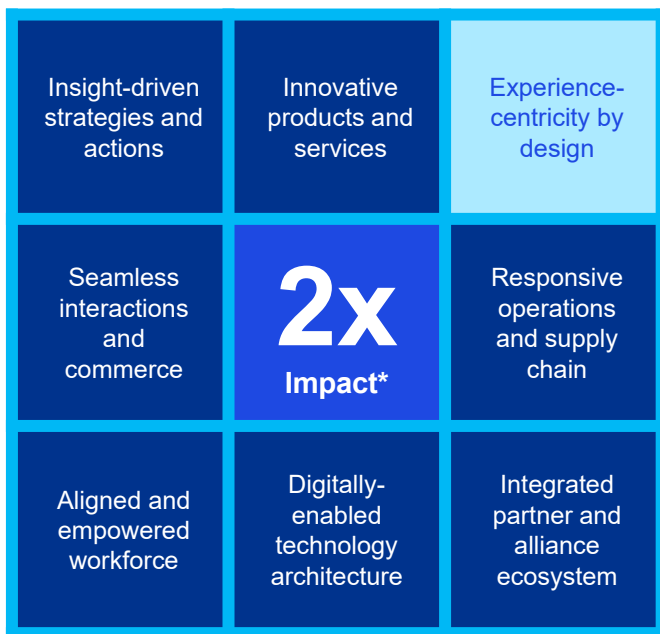 Insight-driven
strategies and
actions
Innovative
products and
services
Experience-
centricity by
design
Seamless
interactions
and
commerce
2x
Impact*
Responsive
operations
and supply
chain
Aligned and
empowered
workforce
Digitally-
enabled
technology
architecture
Integrated
partner and
alliance
ecosystem